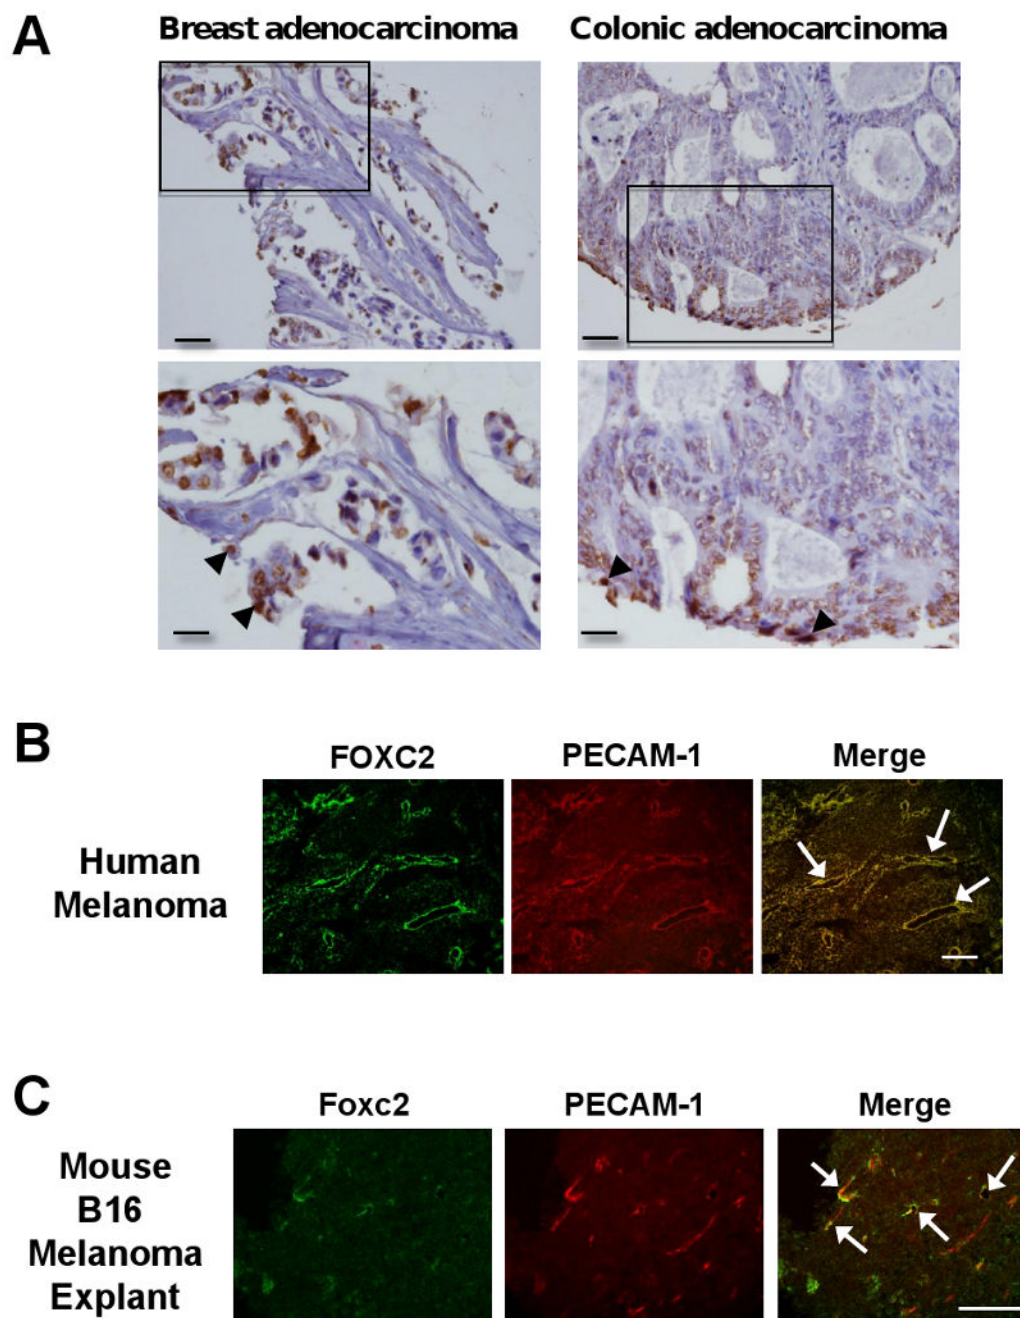 A
Breast adenocarcinoma
Colonic adenocarcinoma
B
FOXC2
PECAM-1
Merge
Human
Melanoma
C
Foxc2
PECAM-1
Merge
Mouse
B16
Melanoma
Explant